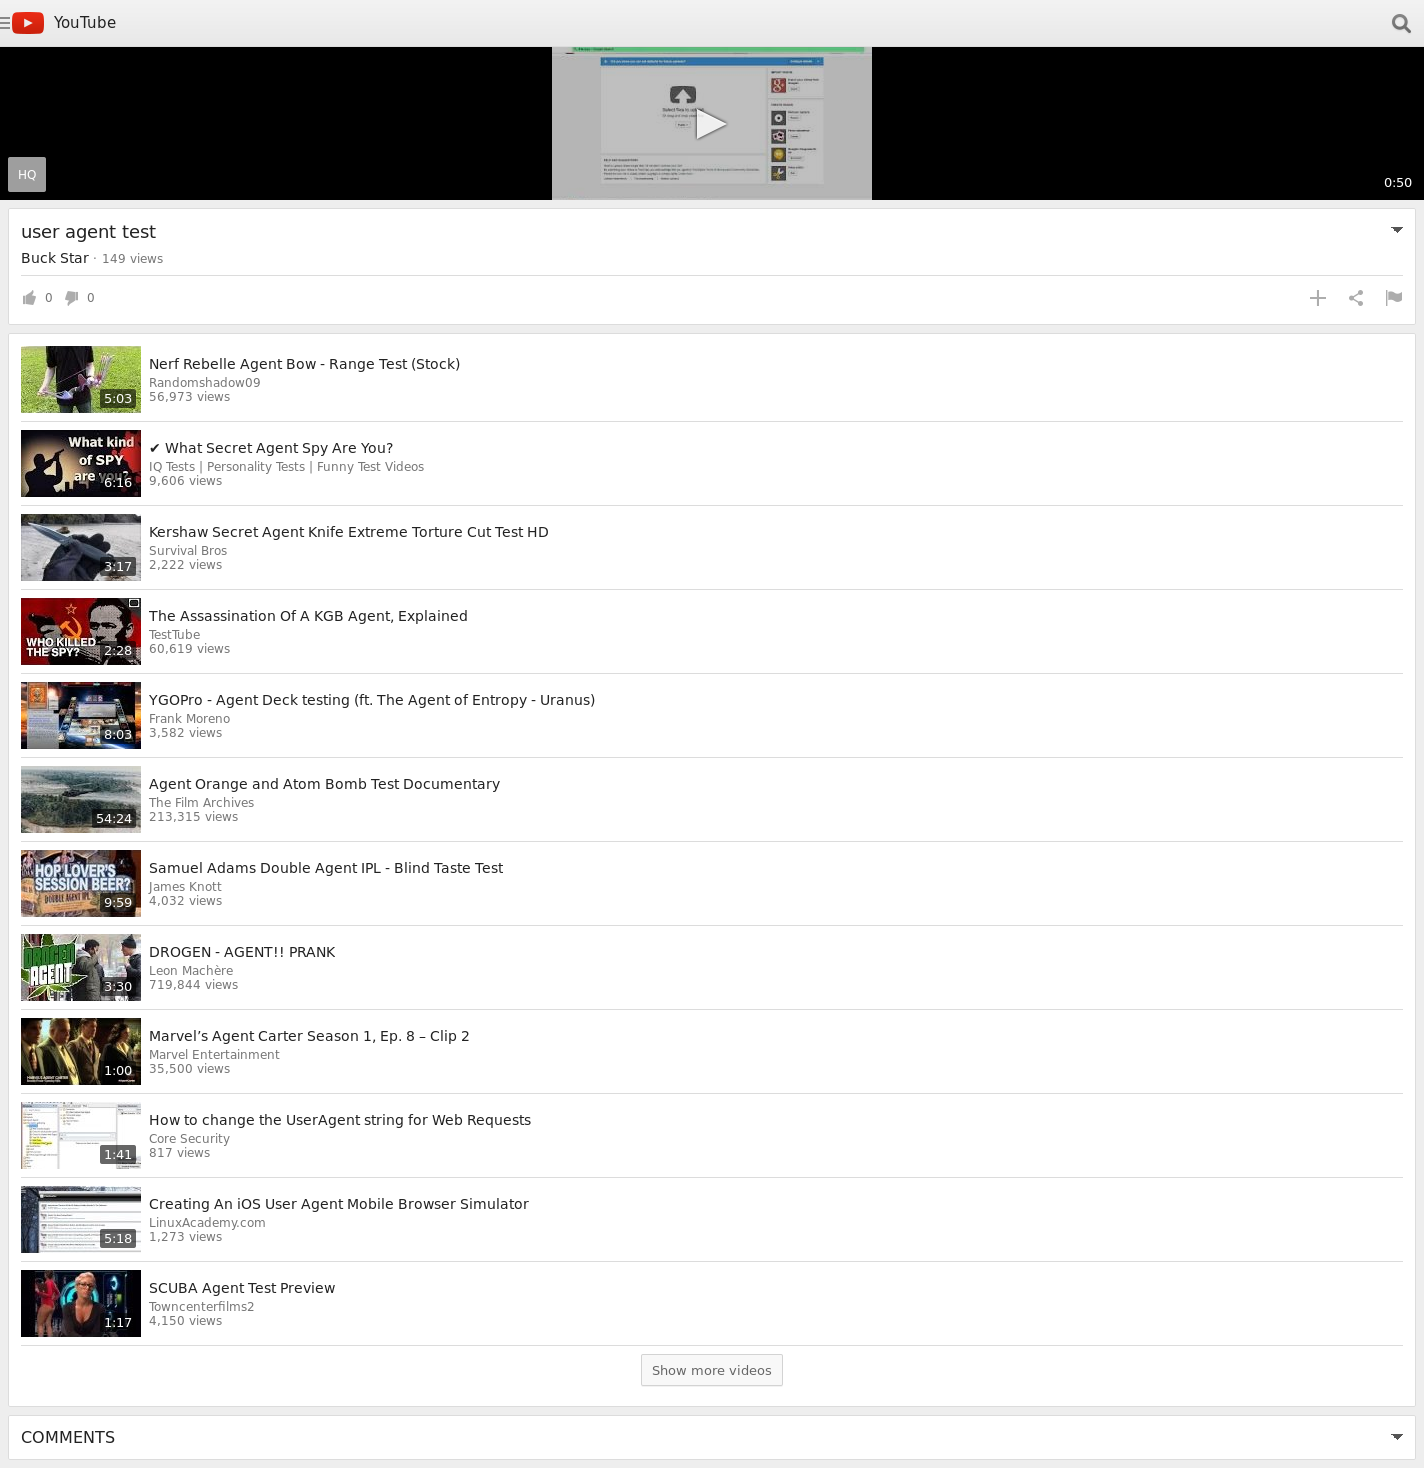 YouTube
HQ
0:50
user agent test
Buck Star · 149 views
0 0
Nerf Rebelle Agent Bow - Range Test (Stock)
Randomshadow09
56,973 views
5:03
What kind
of SPY
are you?
6:16
✔ What Secret Agent Spy Are You?
IQ Tests | Personality Tests | Funny Test Videos
9,606 views
Kershaw Secret Agent Knife Extreme Torture Cut Test HD
Survival Bros
2,222 views
3:17
WHO KILLED
THE SPY?
2:28
The Assassination Of A KGB Agent, Explained
TestTube
60,619 views
YGOPro - Agent Deck testing (ft. The Agent of Entropy - Uranus)
Frank Moreno
3,582 views
8:03
Agent Orange and Atom Bomb Test Documentary
The Film Archives
213,315 views
54:24
HOP LOVER'S
SESSION BEER?
DOUBLE AGENT IPL
9:59
Samuel Adams Double Agent IPL - Blind Taste Test
James Knott
4,032 views
DROGEN
AGENT
3:30
DROGEN - AGENT!! PRANK
Leon Machère
719,844 views
Marvel’s Agent Carter Season 1, Ep. 8 – Clip 2
Marvel Entertainment
35,500 views
1:00
How to change the UserAgent string for Web Requests
Core Security
817 views
1:41
Creating An iOS User Agent Mobile Browser Simulator
LinuxAcademy.com
1,273 views
5:18
SCUBA Agent Test Preview
Towncenterfilms2
4,150 views
1:17
Show more videos
COMMENTS